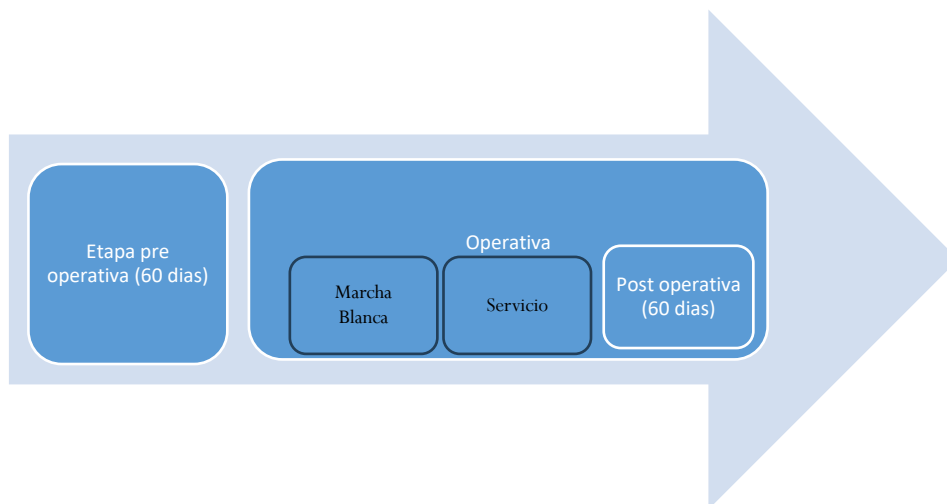 Etapa pre
operativa (60 dias)
Operativa
Marcha
Blanca
Servicio
Post operativa
(60 dias)